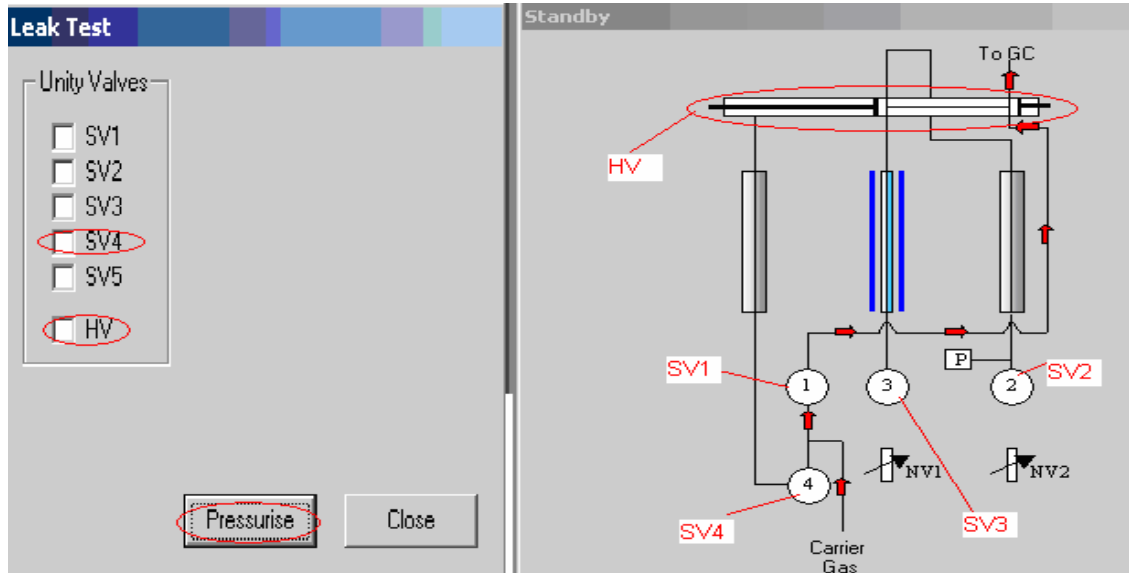 Leak Test
Unity Valves
SV1
SV2
SV3
SV4
SV5
HV
Pressurise
Close
Standby
To GC
HV
P
SV1
1
3
2
SV2
NV1
NV2
4
SV4
SV3
Carrier
Gas